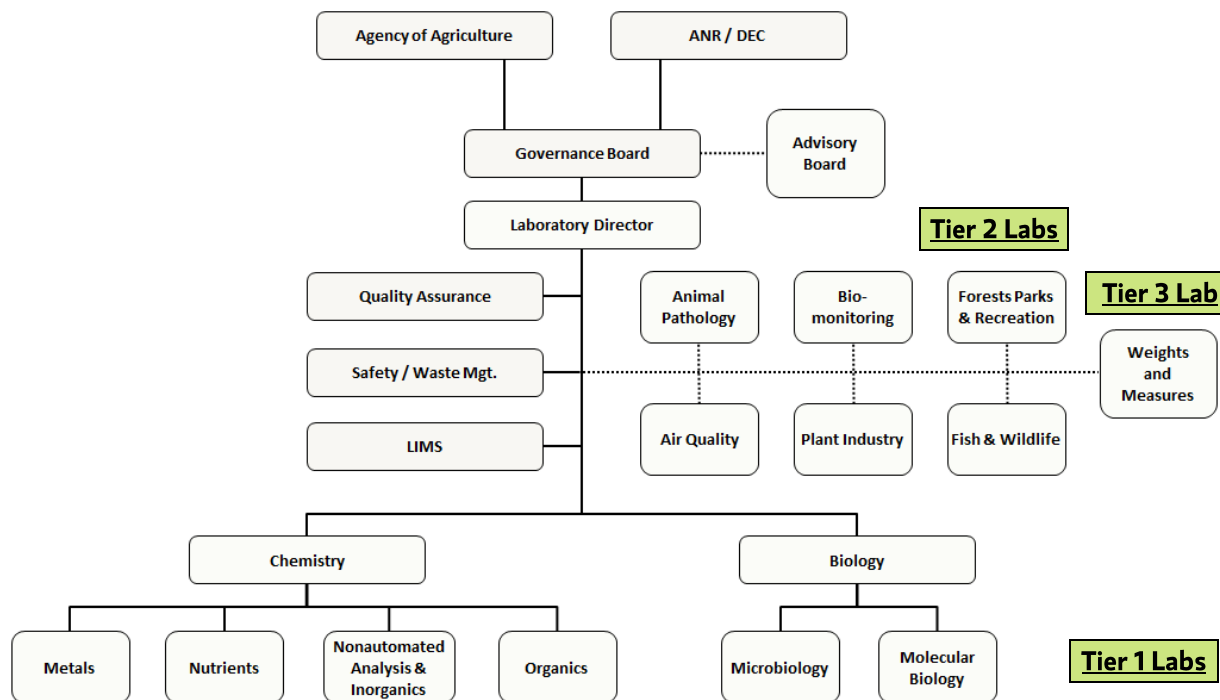 Agency of Agriculture
ANR / DEC
Governance Board
Advisory
Board
Laboratory Director
Tier 2 Labs
Quality Assurance
Animal
Pathology
Bio-
monitoring
Forests Parks
& Recreation
Tier 3 Lab
Safety / Waste Mgt.
Weights
and
Measures
LIMS
Air Quality
Plant Industry
Fish & Wildlife
Chemistry
Biology
Metals
Nutrients
Nonautomated
Analysis &
Inorganics
Organics
Microbiology
Molecular
Biology
Tier 1 Labs